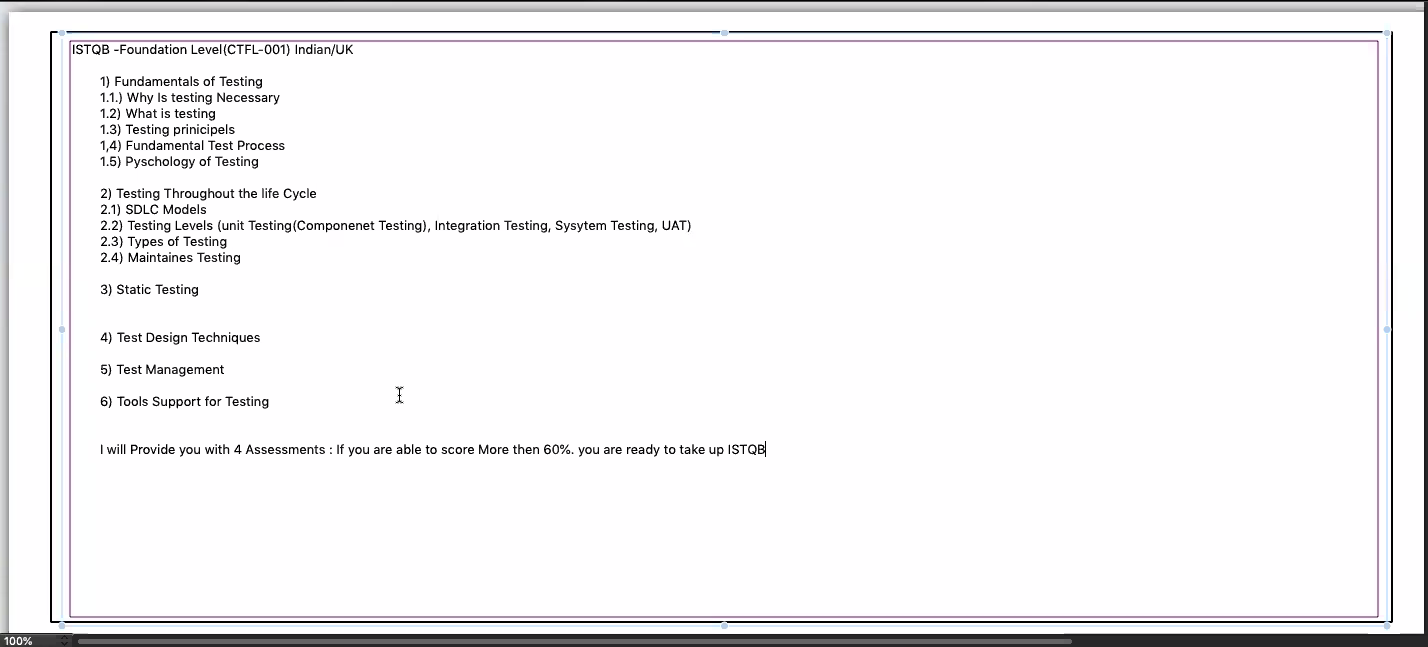 ISTQB -Foundation Level(CTFL-001) Indian/UK
1) Fundamentals of Testing
1.1.) Why Is testing Necessary
1.2) What is testing
1.3) Testing prinicipels
1,4) Fundamental Test Process
1.5) Pyschology of Testing
2) Testing Throughout the life Cycle
2.1) SDLC Models
2.2) Testing Levels (unit Testing(Componenet Testing), Integration Testing, Sysytem Testing, UAT)
2.3) Types of Testing
2.4) Maintaines Testing
3) Static Testing
4) Test Design Techniques
5) Test Management
6) Tools Support for Testing
I will Provide you with 4 Assessments : If you are able to score More then 60%. you are ready to take up ISTQB
100%